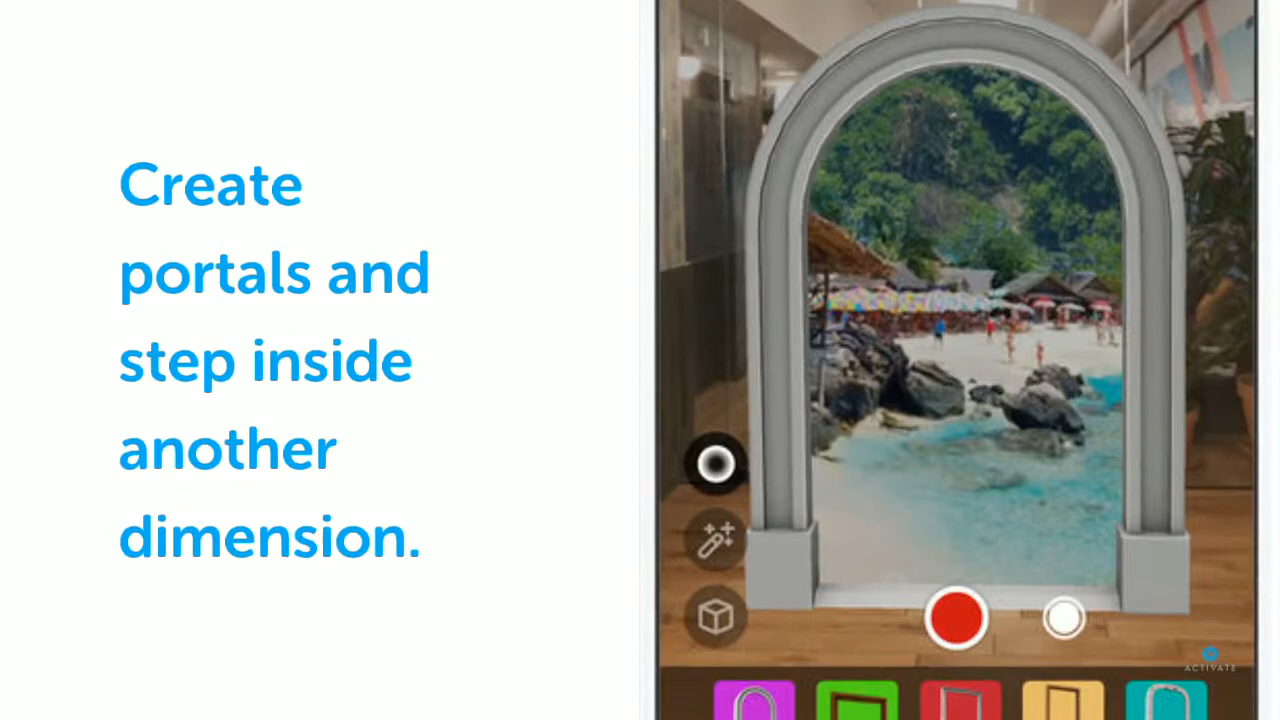 Create
portals and
step inside
another
dimension.
ACTIVATE